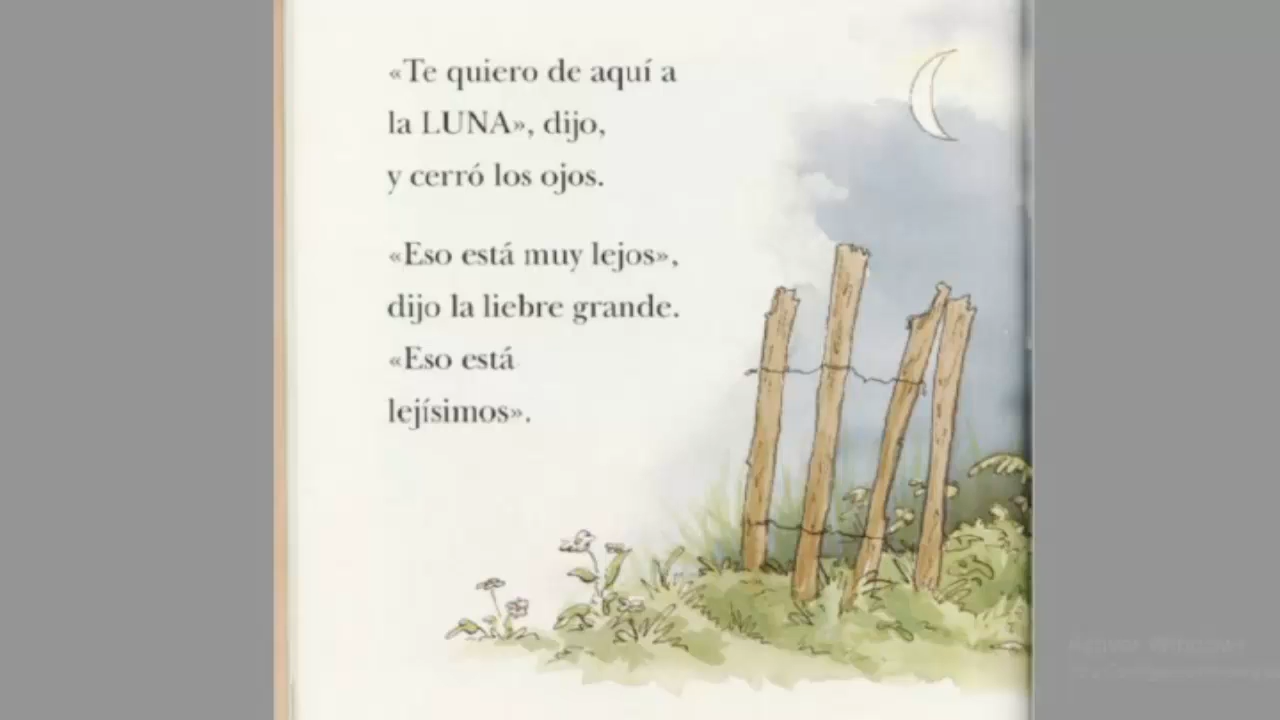 «Te quiero de aquí a
la LUNA», dijo,
y cerró los ojos.
«Eso está muy lejos»,
dijo la liebre grande.
«Eso está
lejísimos».